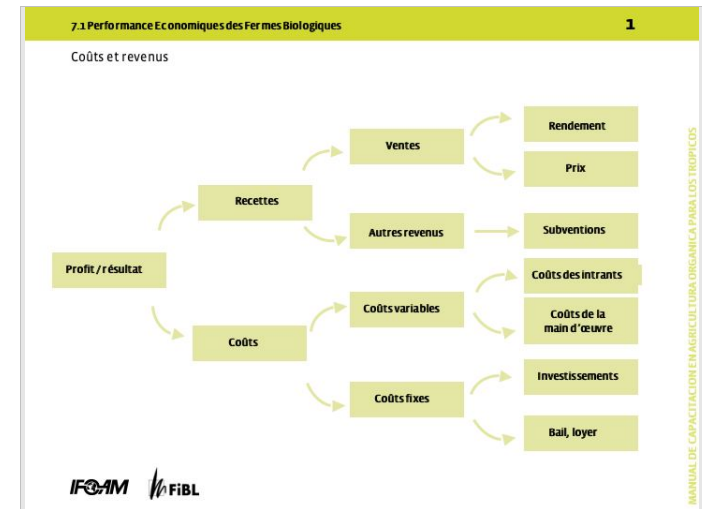 7.1 Performance Economiques des Fermes Biologiques
1
Coûts et revenus
Rendement
Ventes
Prix
Recettes
Autres revenus
Subventions
Profit / résultat
Coûts des intrants
Coûts variables
Coûts de la
main d'œuvre
Coûts
Investissements
Coûts fixes
Bail, loyer
IFOAM
FiBL
MANUAL DE CAPACITACION EN AGRICULTURA ORGANICA PARA LOS TROPICOS